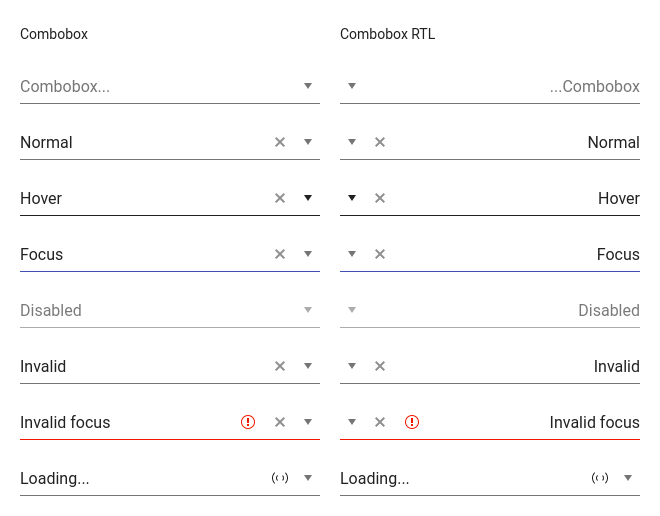 Combobox
Combobox RTL
Combobox...
...Combobox
Normal
Normal
Hover
Hover
Focus
Focus
Disabled
Disabled
Invalid
Invalid
Invalid focus
Invalid focus
Loading...
Loading...